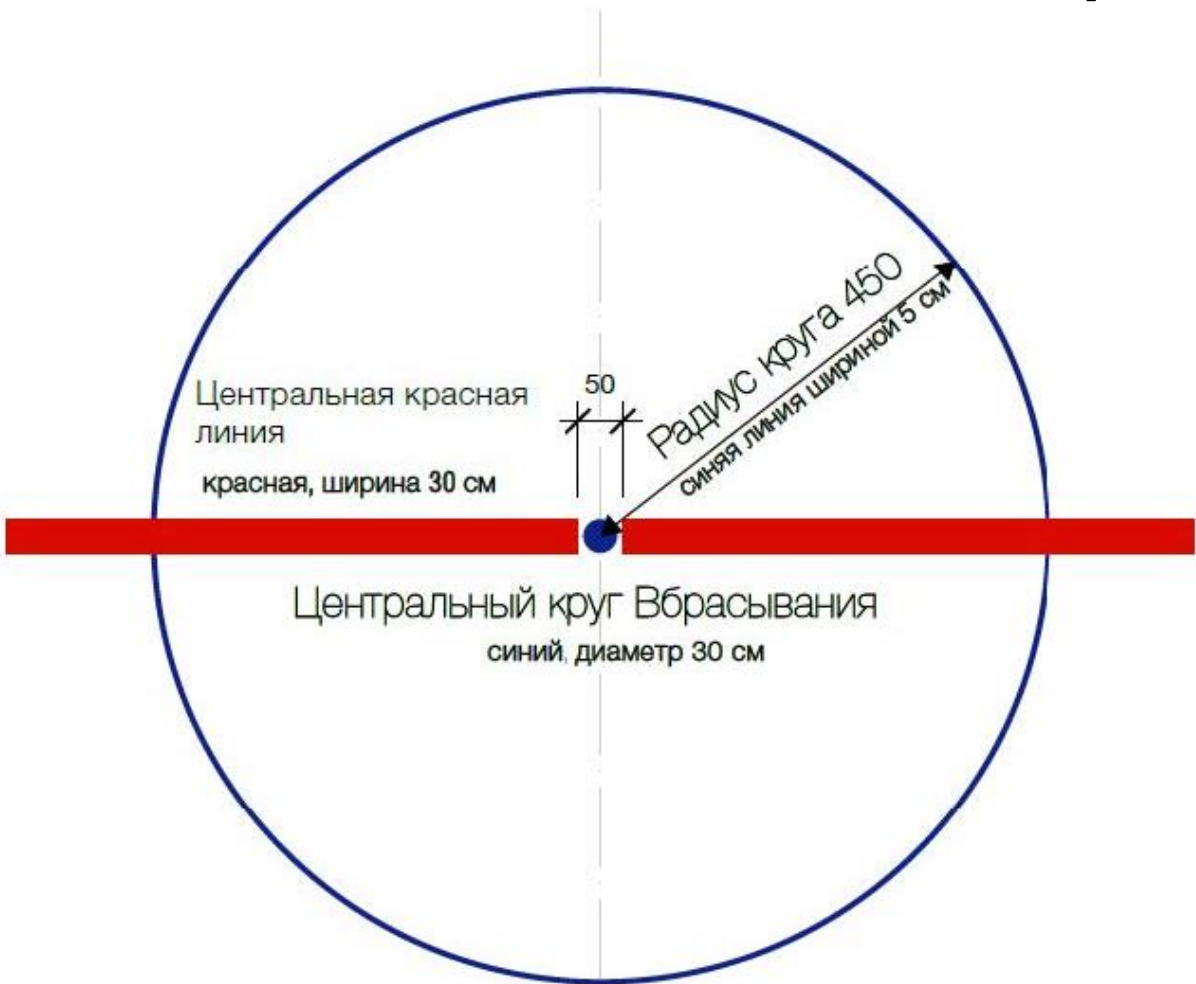 50
Радиус круга 450
синяя линия шириной 5 см
Центральная красная
линия
красная, ширина 30 см
Центральный круг Вбрасывания
синий, диаметр 30 см